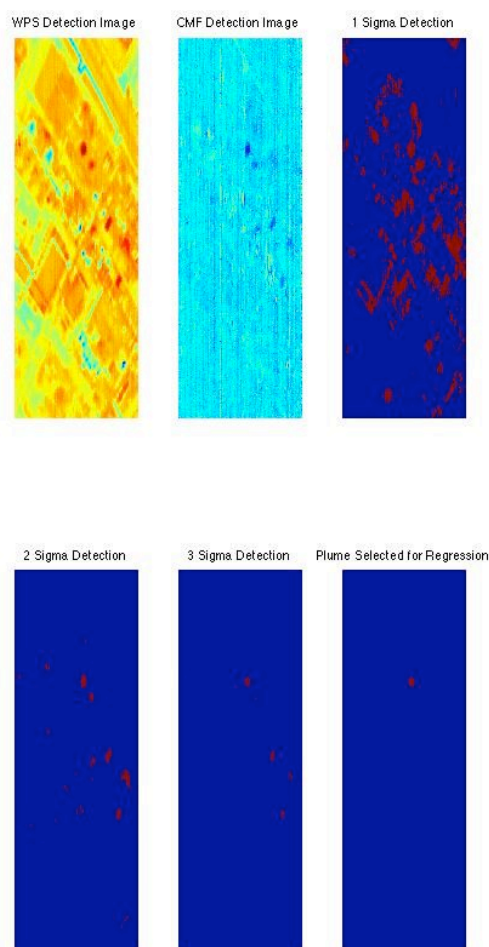 WPS Detection Image
CMF Detection Image
1 Sigma Detection
2 Sigma Detection
3 Sigma Detection
Plume Selected for Regression